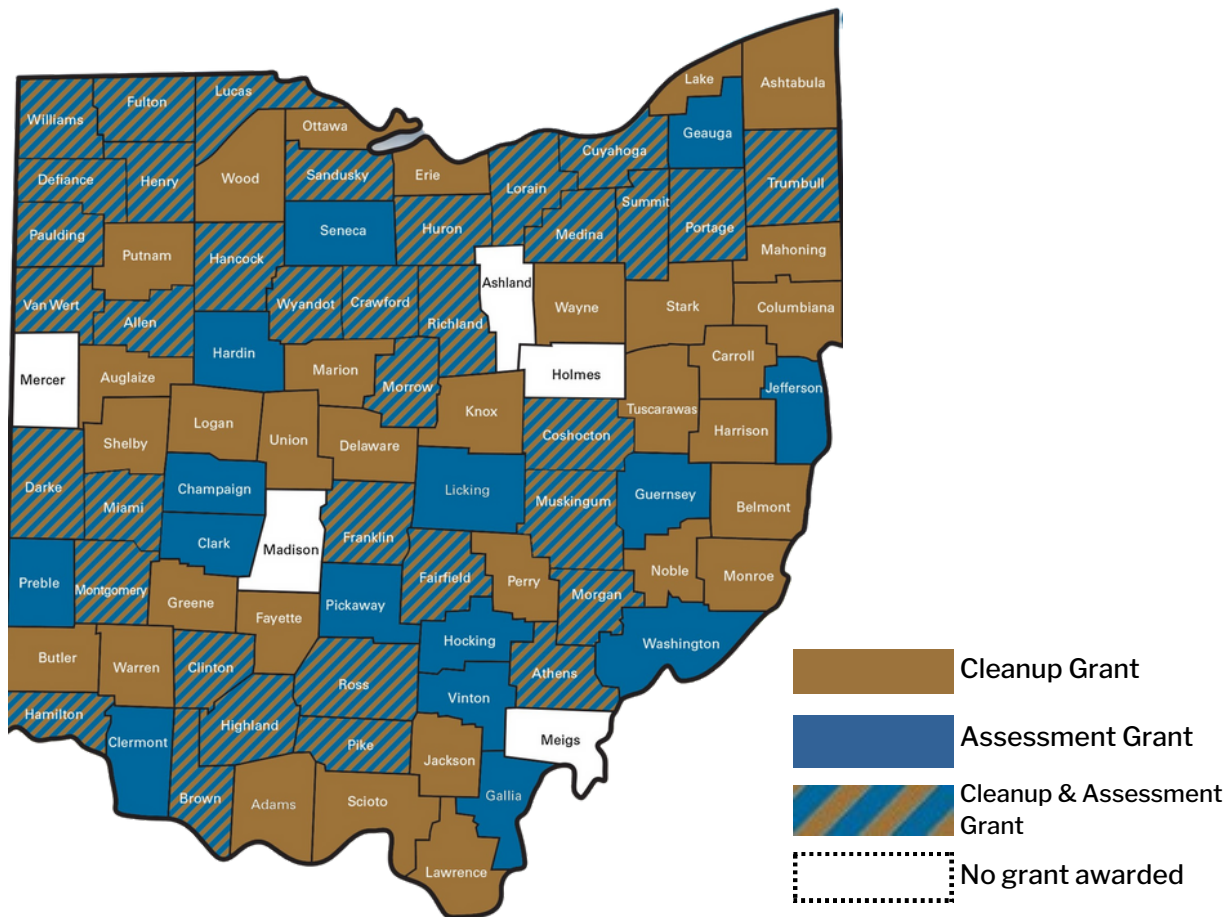 Lake
Ashtabula
Lucas
Fulton
Williams
Geauga
Ottawa
Cuyahoga
Sandusky
Erie
Wood
Defiance
Henry
Lorain
Trumbull
Summit
Seneca
Huron
Portage
Medina
Paulding
Mahoning
Putnam
Hancock
Ashland
Van Wert
Wyandot
Crawford
Wayne
Stark
Columbiana
Allen
Richland
Hardin
Carroll
Marion
Holmes
Mercer
Auglaize
Morrow
Jefferson
Knox
Tuscarawas
Logan
Harrison
Coshocton
Union
Shelby
Delaware
Darke
Champaign
Licking
Guernsey
Muskingum
Belmont
Miami
Franklin
Clark
Madison
Noble
Monroe
Preble
Montgomery
Fairfield
Perry
Morgan
Greene
Pickaway
Fayette
Hocking
Washington
Butler
Warren
Clinton
Athens
Ross
Vinton
Hamilton
Highland
Clermont
Pike
Meigs
Jackson
Gallia
Brown
Adams
Scioto
Lawrence
Cleanup Grant
Assessment Grant
Cleanup & Assessment
Grant
No grant awarded